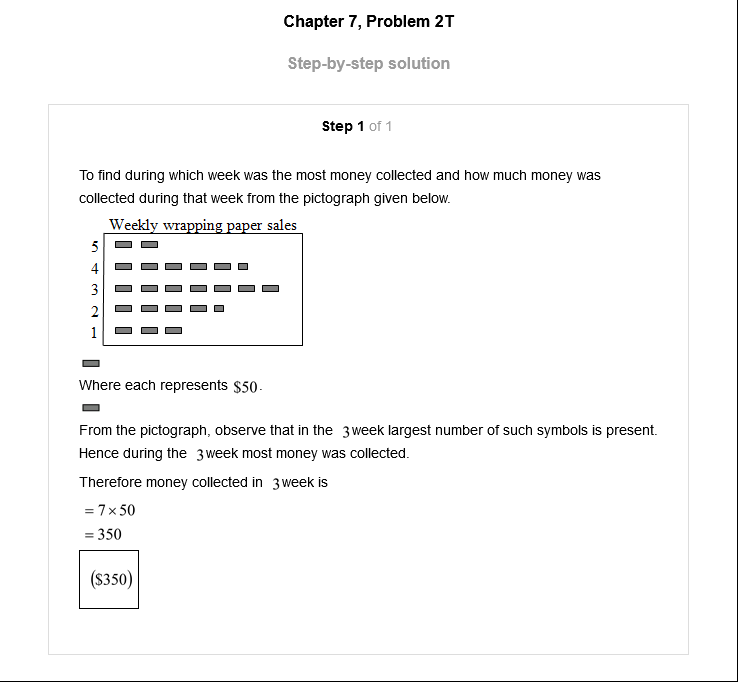 Chapter 7, Problem 2T
Step-by-step solution
Step 1 of 1
To find during which week was the most money collected and how much money was
collected during that week from the pictograph given below.
Weekly wrapping paper sales
5
4
3
2
1
Where each represents $50.
From the pictograph, observe that in the 3 week largest number of such symbols is present.
Hence during the 3 week most money was collected.
Therefore money collected in 3 week is
= 7 × 50
= 350
($350)